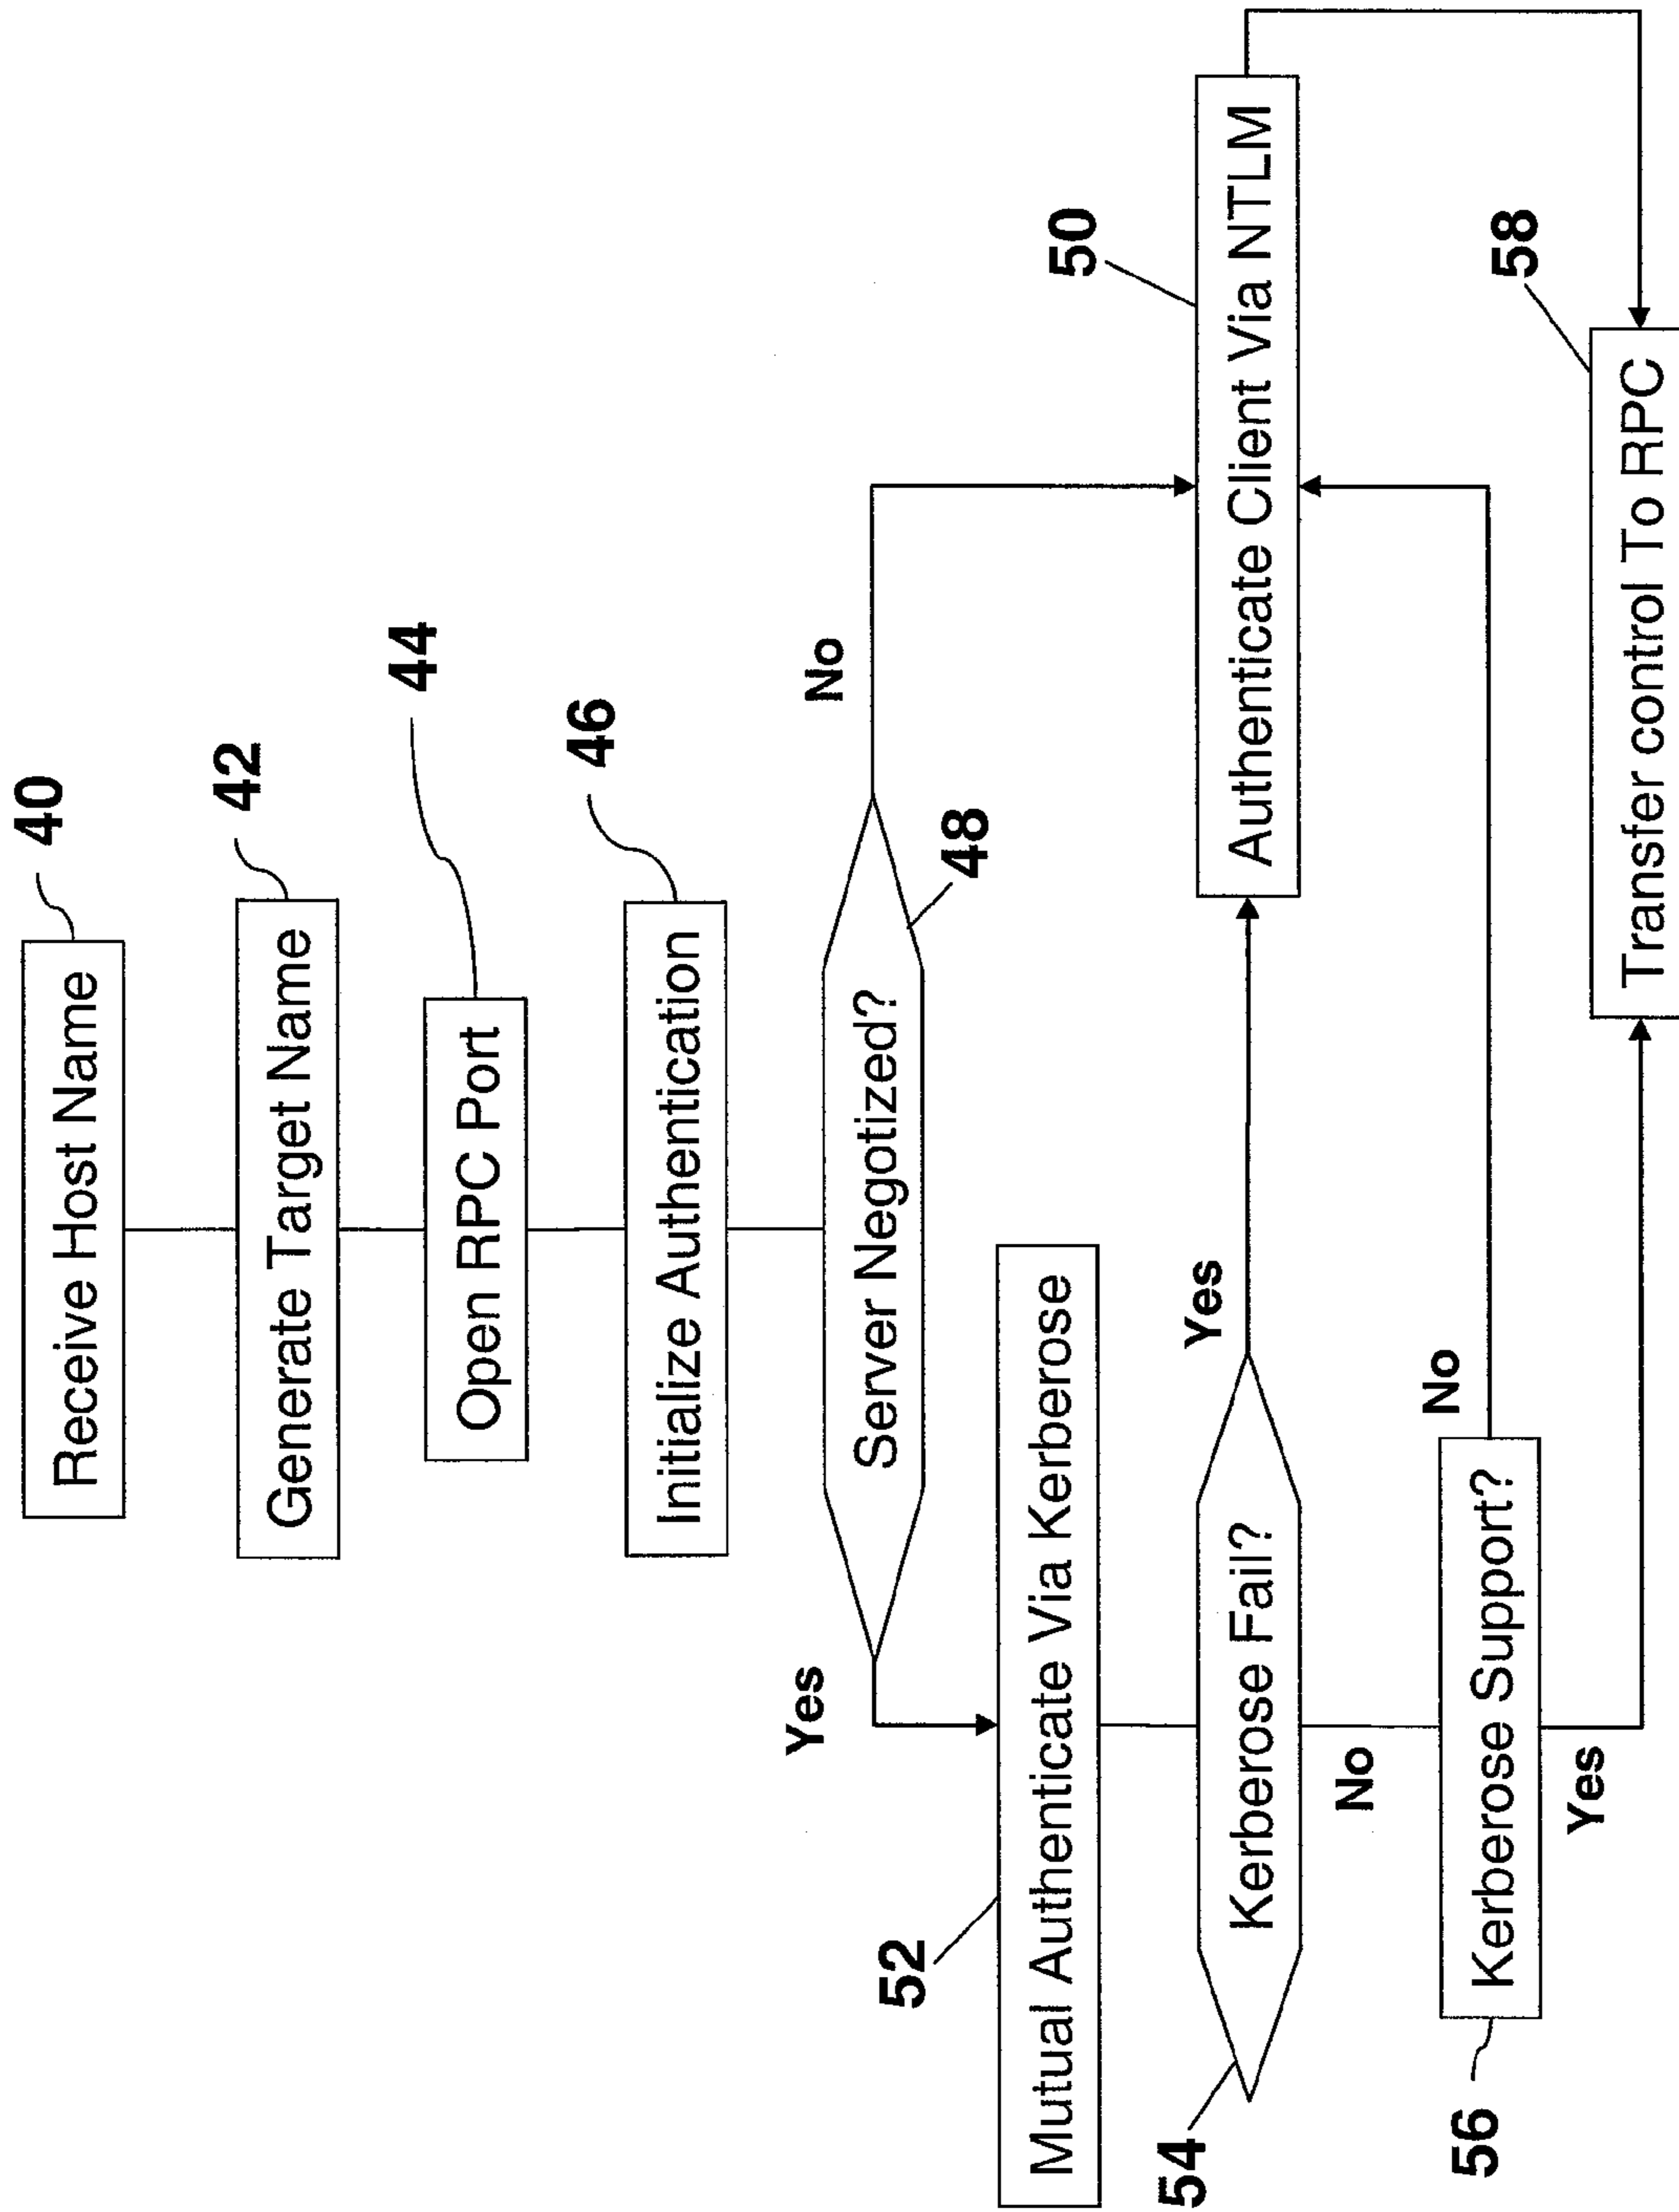 40
Receive Host Name
42
Generate Target Name
44
Open RPC Port
46
Initialize Authentication
Server Negotized?
48
Yes
No
52
Mutual Authenticate Via Kerberose
54
Kerberose Fail?
Yes
50
Authenticate Client Via NTLM
No
56
Kerberose Support?
No
Yes
58
Transfer control To RPC